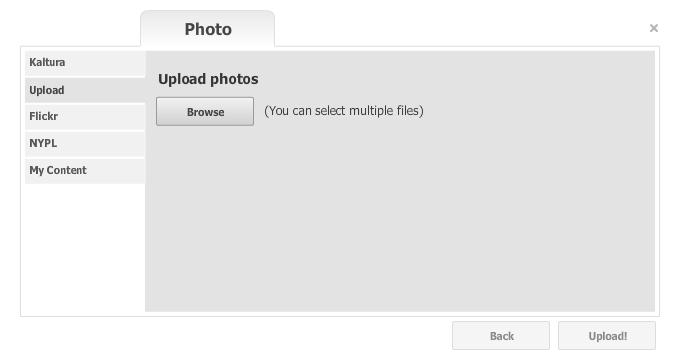 Photo
Kaltura
Upload
Flickr
NYPL
My Content
Upload photos
Browse
(You can select multiple files)
Back
Upload!